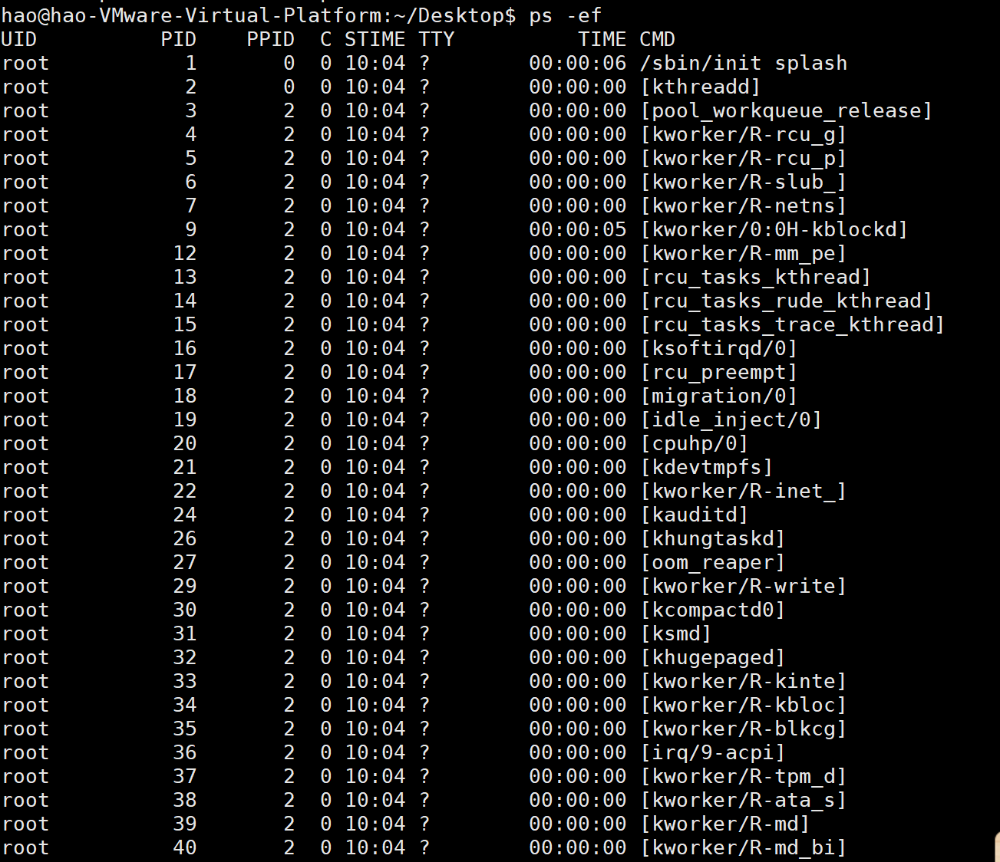 hao@hao-VMware-Virtual-Platform:~/Desktop$ ps -ef
UID          PID    PPID  C STIME TTY          TIME CMD
root           1       0  0 10:04 ?        00:00:06 /sbin/init splash
root           2       0  0 10:04 ?        00:00:00 [kthreadd]
root           3       2  0 10:04 ?        00:00:00 [pool_workqueue_release]
root           4       2  0 10:04 ?        00:00:00 [kworker/R-rcu_g]
root           5       2  0 10:04 ?        00:00:00 [kworker/R-rcu_p]
root           6       2  0 10:04 ?        00:00:00 [kworker/R-slub_]
root           7       2  0 10:04 ?        00:00:00 [kworker/R-netns]
root           9       2  0 10:04 ?        00:00:05 [kworker/0:0H-kblockd]
root          12       2  0 10:04 ?        00:00:00 [kworker/R-mm_pe]
root          13       2  0 10:04 ?        00:00:00 [rcu_tasks_kthread]
root          14       2  0 10:04 ?        00:00:00 [rcu_tasks_rude_kthread]
root          15       2  0 10:04 ?        00:00:00 [rcu_tasks_trace_kthread]
root          16       2  0 10:04 ?        00:00:00 [ksoftirqd/0]
root          17       2  0 10:04 ?        00:00:00 [rcu_preempt]
root          18       2  0 10:04 ?        00:00:00 [migration/0]
root          19       2  0 10:04 ?        00:00:00 [idle_inject/0]
root          20       2  0 10:04 ?        00:00:00 [cpuhp/0]
root          21       2  0 10:04 ?        00:00:00 [kdevtmpfs]
root          22       2  0 10:04 ?        00:00:00 [kworker/R-inet_]
root          24       2  0 10:04 ?        00:00:00 [kauditd]
root          26       2  0 10:04 ?        00:00:00 [khungtaskd]
root          27       2  0 10:04 ?        00:00:00 [oom_reaper]
root          29       2  0 10:04 ?        00:00:00 [kworker/R-write]
root          30       2  0 10:04 ?        00:00:00 [kcompactd0]
root          31       2  0 10:04 ?        00:00:00 [ksmd]
root          32       2  0 10:04 ?        00:00:00 [khugepaged]
root          33       2  0 10:04 ?        00:00:00 [kworker/R-kinte]
root          34       2  0 10:04 ?        00:00:00 [kworker/R-kbloc]
root          35       2  0 10:04 ?        00:00:00 [kworker/R-blkcg]
root          36       2  0 10:04 ?        00:00:00 [irq/9-acpi]
root          37       2  0 10:04 ?        00:00:00 [kworker/R-tpm_d]
root          38       2  0 10:04 ?        00:00:00 [kworker/R-ata_s]
root          39       2  0 10:04 ?        00:00:00 [kworker/R-md]
root          40       2  0 10:04 ?        00:00:00 [kworker/R-md_bi]